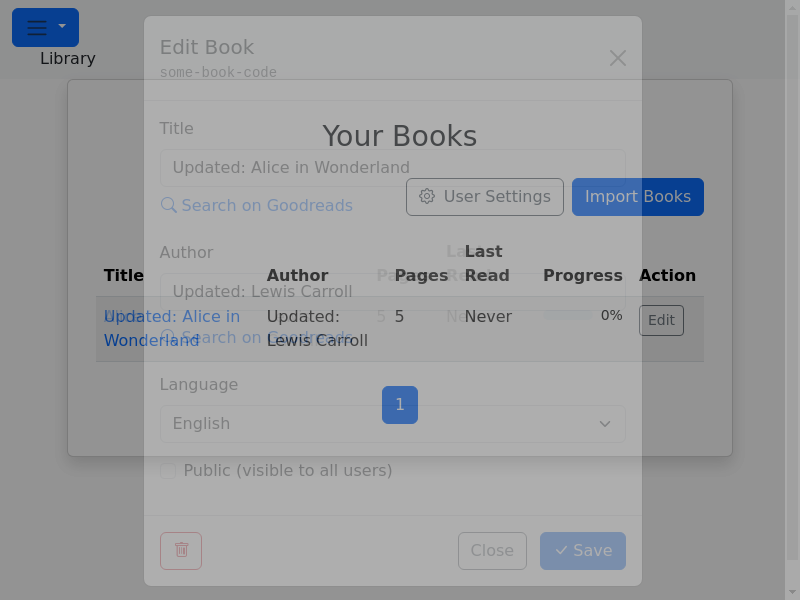 Library
Edit Book
some-book-code
Title
Updated: Alice in Wonderland
Search on Goodreads
Author
Updated: Lewis Carroll
Search on Goodreads
Language
English
Public (visible to all users)
Close
Save
Your Books
User Settings
Import Books
Title
Author
Pages
Last Read
Progress
Action
Updated: Alice in
Wonderland
Updated:
Lewis Carroll
5
Never
0%
Edit
1